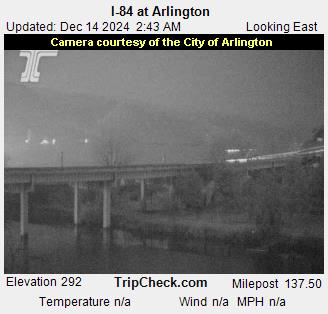 I-84 at Arlington
Updated: Dec 14 2024 2:43 AM Looking East
Camera courtesy of the City of Arlington
Elevation 292 TripCheck.com Milepost 137.50
Temperature n/a Wind n/a MPH n/a